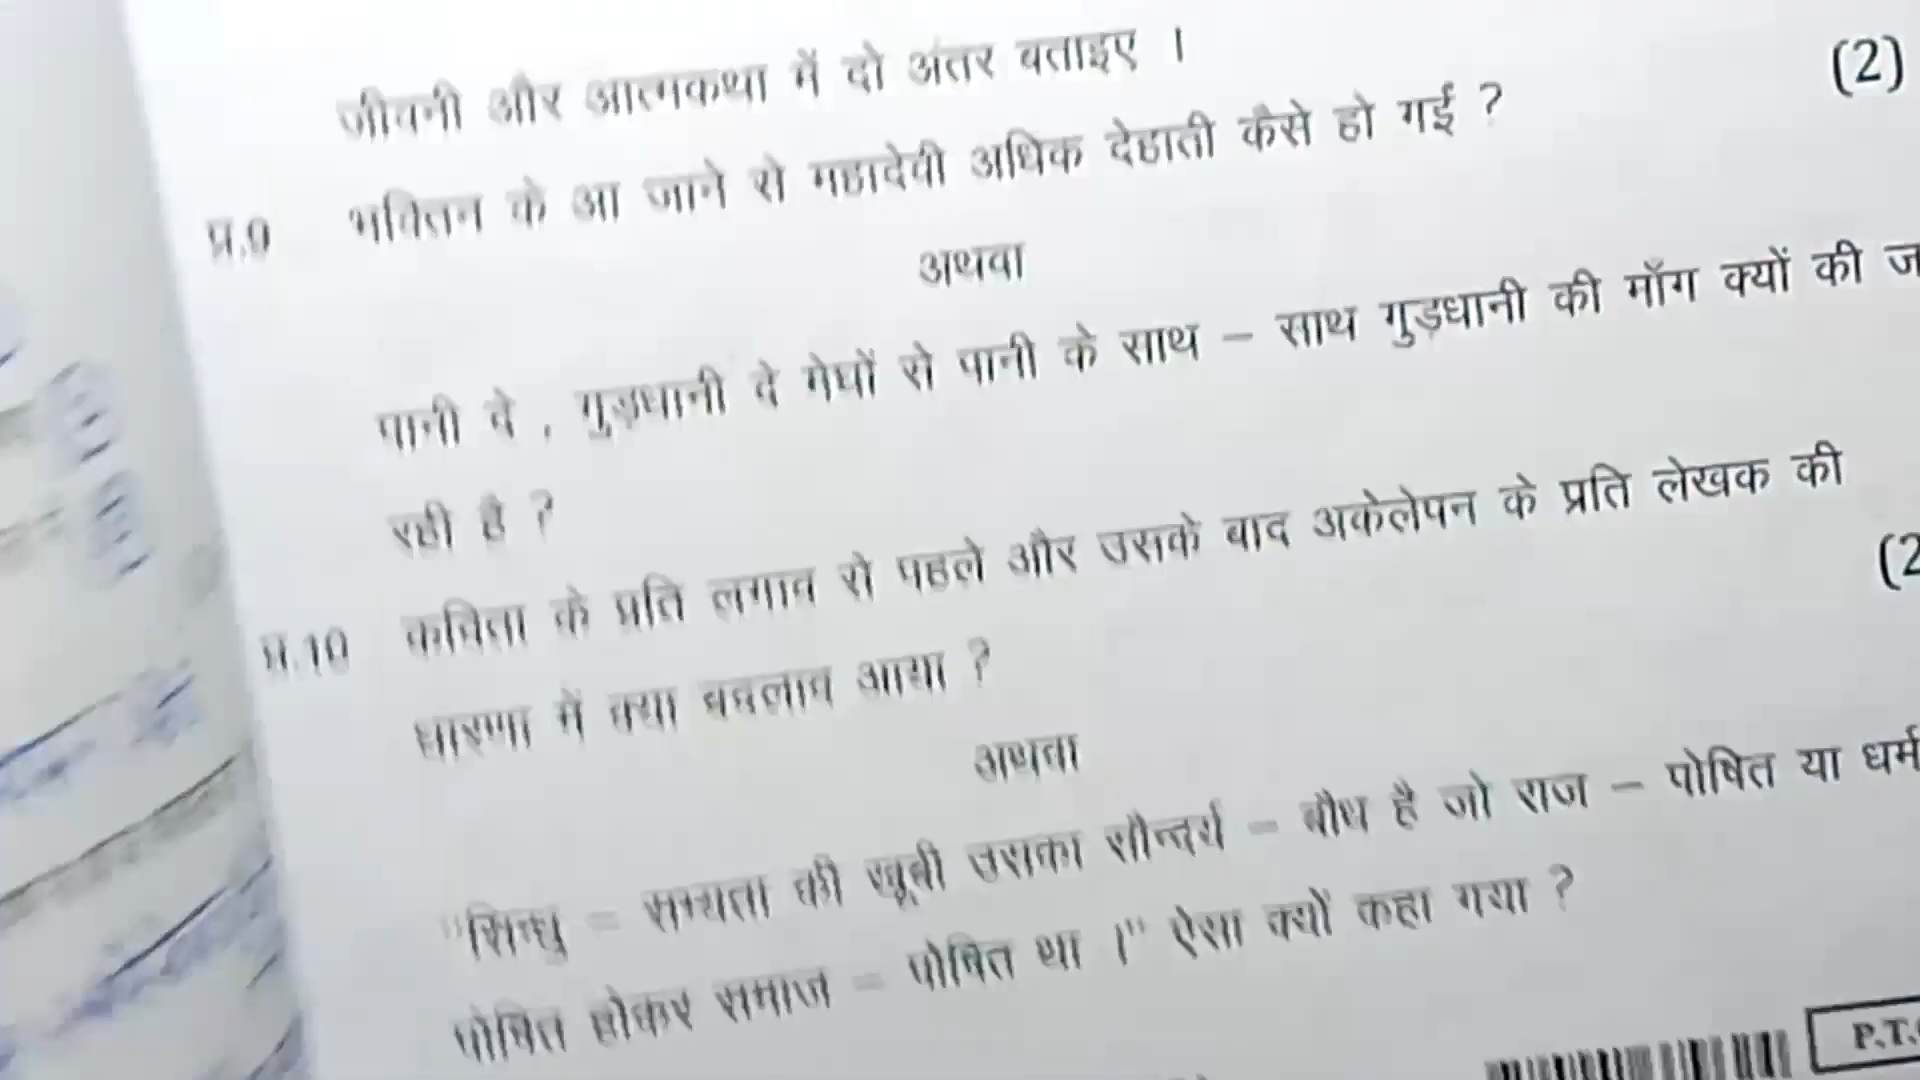 जीवनी और आत्मकथा में दो अंतर बताइए ।
(2)
प्र.9 भक्तिन के आ जाने से महादेवी अधिक देहाती कैसे हो गई ?
अथवा
पानी दे , गुड़धानी दे मेघों से पानी के साथ – साथ गुड़धानी की माँग क्यों की ज
रही है ?
(2
प्र.10 कविता के प्रति लगाव से पहले और उसके बाद अकेलेपन के प्रति लेखक की
धारणा में क्या बदलाव आया ?
अथवा
"सिन्धु – सभ्यता की खूबी उसका सौन्दर्य – बौध है जो राज – पोषित या धर्म
पोषित होकर समाज – पोषित था ।" ऐसा क्यों कहा गया ?
P.T.